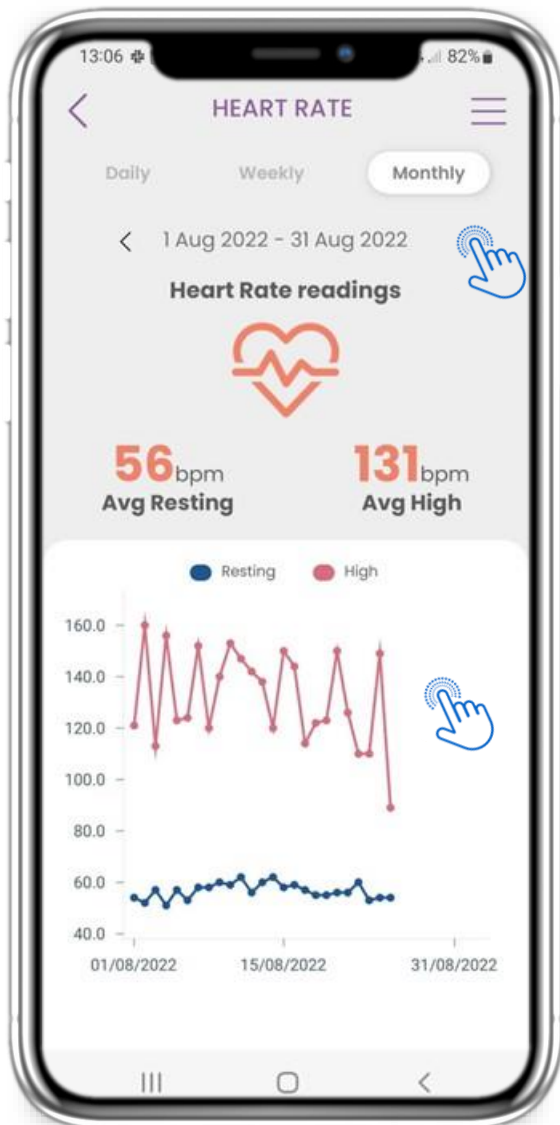 13:06 82%
HEART RATE
Daily Weekly Monthly
1 Aug 2022 - 31 Aug 2022
Heart Rate readings
56bpm 131bpm
Avg Resting Avg High
Resting High
160.0
140.0
120.0
100.0
80.0
60.0
40.0
01/08/2022 15/08/2022 31/08/2022